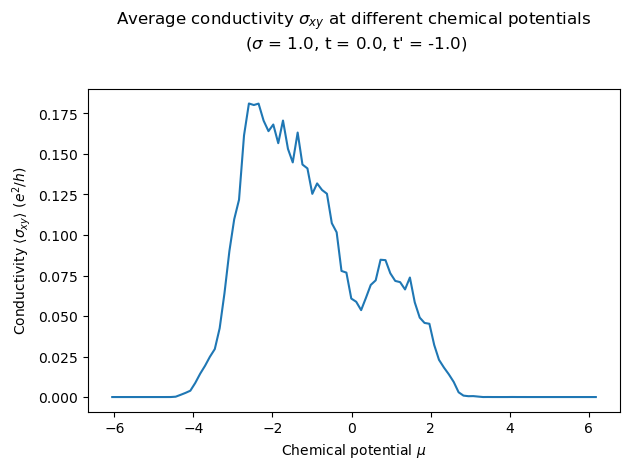 Average conductivity σxy at different chemical potentials
(σ = 1.0, t = 0.0, t' = -1.0)
0.175
0.150
0.125
0.100
0.075
0.050
0.025
0.000
Conductivity ⟨σxy⟩ (e²/h)
−6 −4 −2 0 2 4 6
Chemical potential μ